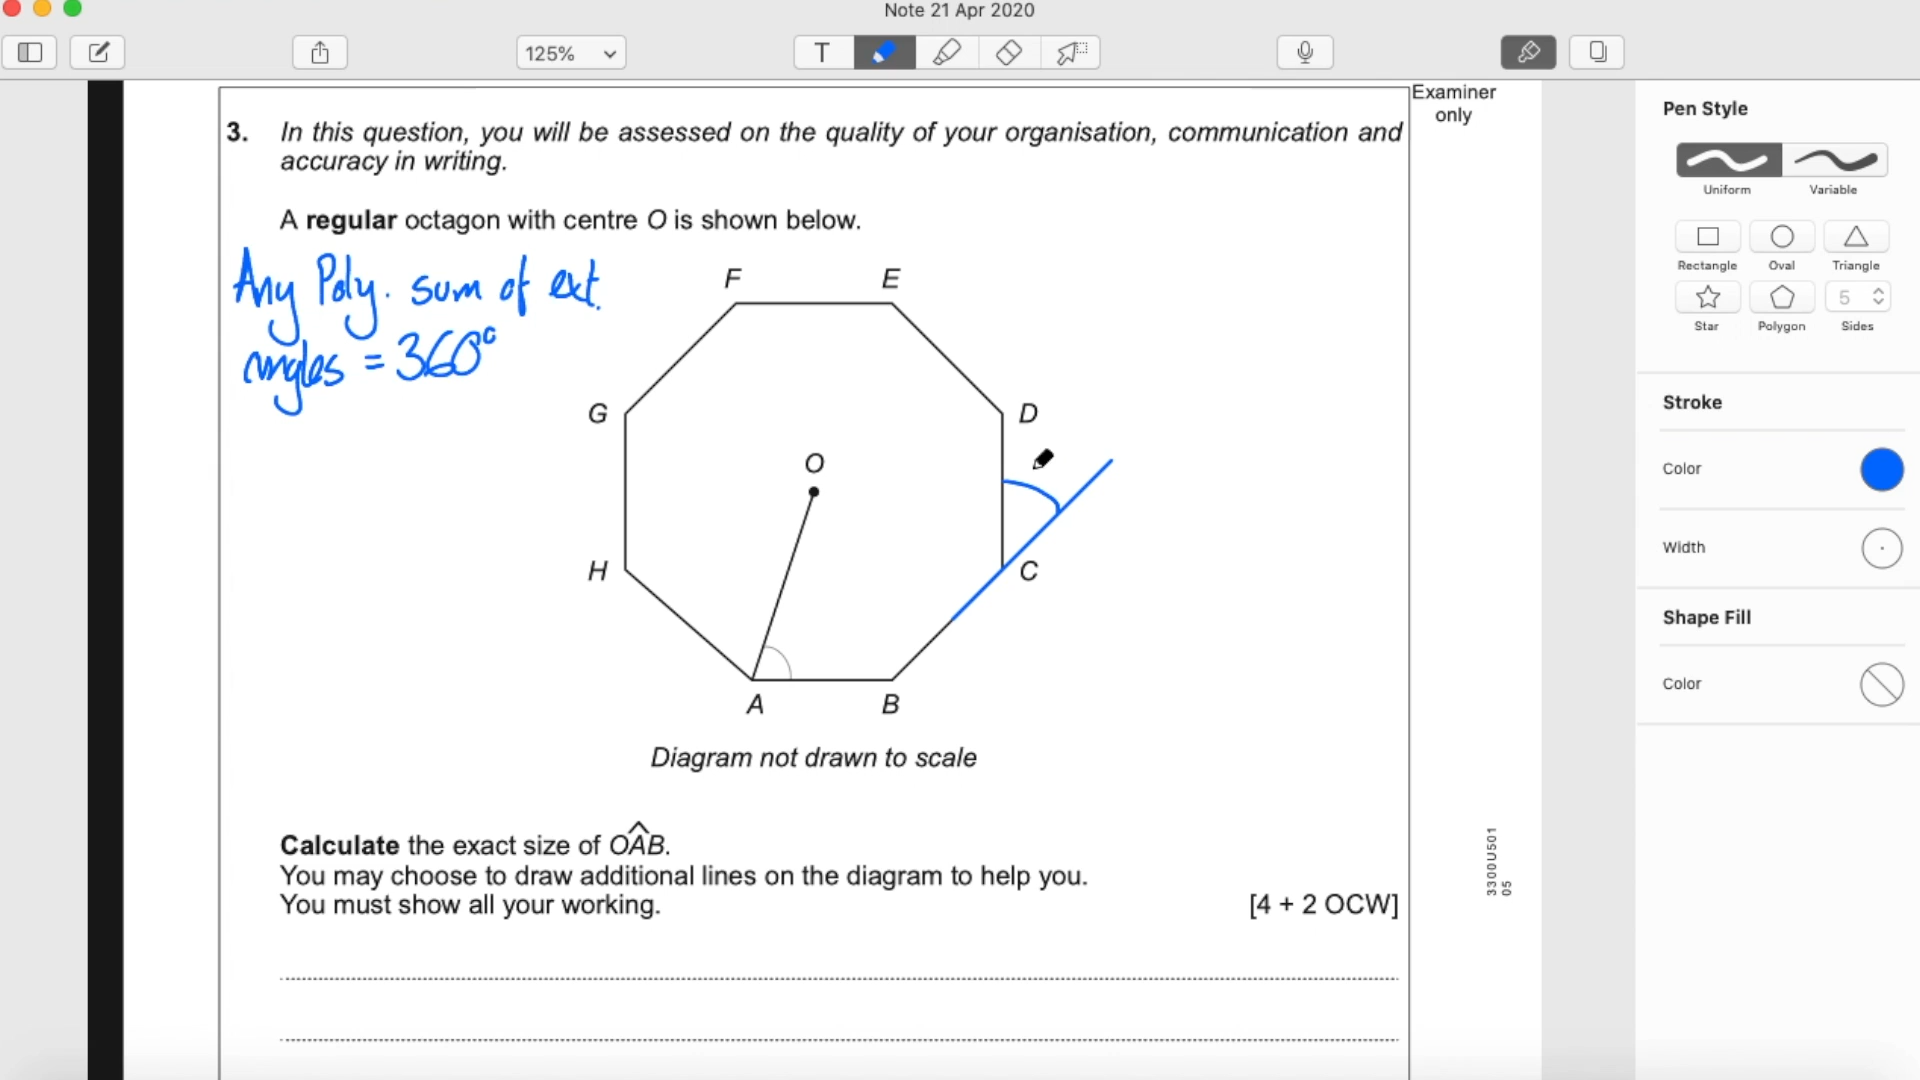 Note 21 Apr 2020
125%
T
Examiner
only
3. In this question, you will be assessed on the quality of your organisation, communication and
accuracy in writing.
A regular octagon with centre O is shown below.
Any Poly. sum of ext.
angles = 360°
F E
G D
O
H C
A B
Diagram not drawn to scale
Calculate the exact size of OÂB.
You may choose to draw additional lines on the diagram to help you.
You must show all your working.
[4 + 2 OCW]
3300U501
05
Pen Style
Uniform Variable
Rectangle Oval Triangle
5
Star Polygon Sides
Stroke
Color
Width
Shape Fill
Color